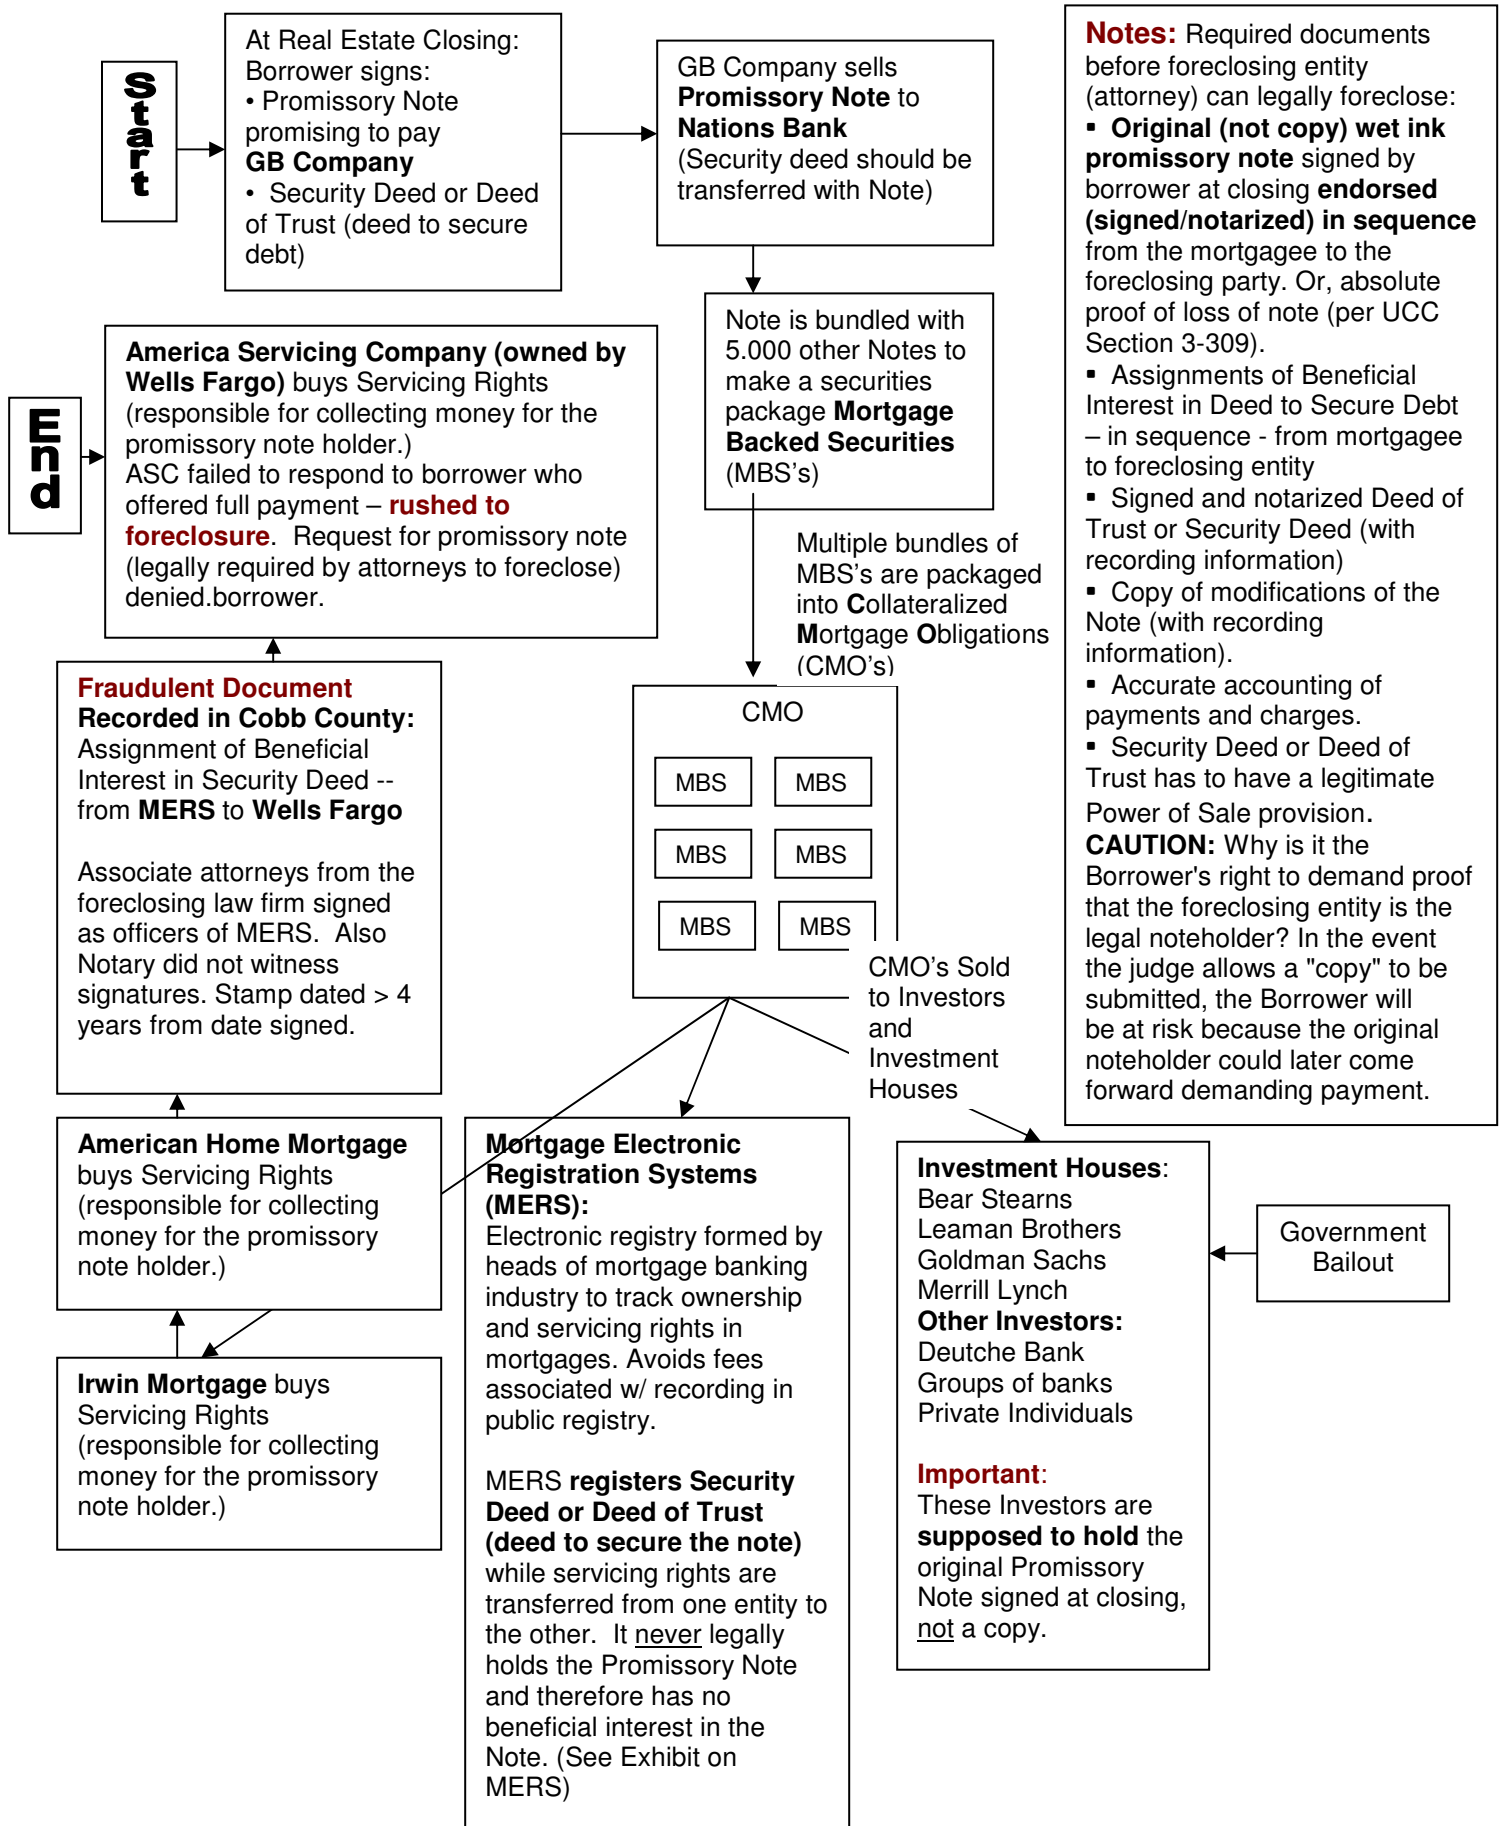 Start
At Real Estate Closing:
Borrower signs:
• Promissory Note
promising to pay
GB Company
• Security Deed or Deed
of Trust (deed to secure
debt)
GB Company sells
Promissory Note to
Nations Bank
(Security deed should be
transferred with Note)
Note is bundled with
5.000 other Notes to
make a securities
package Mortgage
Backed Securities
(MBS's)
Multiple bundles of
MBS's are packaged
into Collateralized
Mortgage Obligations
(CMO's)
CMO
MBS MBS
MBS MBS
MBS MBS
CMO's Sold
to Investors
and
Investment
Houses
Investment Houses:
Bear Stearns
Leaman Brothers
Goldman Sachs
Merrill Lynch
Other Investors:
Deutche Bank
Groups of banks
Private Individuals
Important:
These Investors are
supposed to hold the
original Promissory
Note signed at closing,
not a copy.
Government
Bailout
Mortgage Electronic
Registration Systems
(MERS):
Electronic registry formed by
heads of mortgage banking
industry to track ownership
and servicing rights in
mortgages. Avoids fees
associated w/ recording in
public registry.
MERS registers Security
Deed or Deed of Trust
(deed to secure the note)
while servicing rights are
transferred from one entity to
the other. It never legally
holds the Promissory Note
and therefore has no
beneficial interest in the
Note. (See Exhibit on
MERS)
Irwin Mortgage buys
Servicing Rights
(responsible for collecting
money for the promissory
note holder.)
American Home Mortgage
buys Servicing Rights
(responsible for collecting
money for the promissory
note holder.)
Fraudulent Document
Recorded in Cobb County:
Assignment of Beneficial
Interest in Security Deed --
from MERS to Wells Fargo
Associate attorneys from the
foreclosing law firm signed
as officers of MERS. Also
Notary did not witness
signatures. Stamp dated > 4
years from date signed.
America Servicing Company (owned by
Wells Fargo) buys Servicing Rights
(responsible for collecting money for the
promissory note holder.)
ASC failed to respond to borrower who
offered full payment – rushed to
foreclosure. Request for promissory note
(legally required by attorneys to foreclose)
denied.borrower.
End
Notes: Required documents
before foreclosing entity
(attorney) can legally foreclose:
▪ Original (not copy) wet ink
promissory note signed by
borrower at closing endorsed
(signed/notarized) in sequence
from the mortgagee to the
foreclosing party. Or, absolute
proof of loss of note (per UCC
Section 3-309).
▪ Assignments of Beneficial
Interest in Deed to Secure Debt
– in sequence - from mortgagee
to foreclosing entity
▪ Signed and notarized Deed of
Trust or Security Deed (with
recording information)
▪ Copy of modifications of the
Note (with recording
information).
▪ Accurate accounting of
payments and charges.
▪ Security Deed or Deed of
Trust has to have a legitimate
Power of Sale provision.
CAUTION: Why is it the
Borrower's right to demand proof
that the foreclosing entity is the
legal noteholder? In the event
the judge allows a "copy" to be
submitted, the Borrower will
be at risk because the original
noteholder could later come
forward demanding payment.